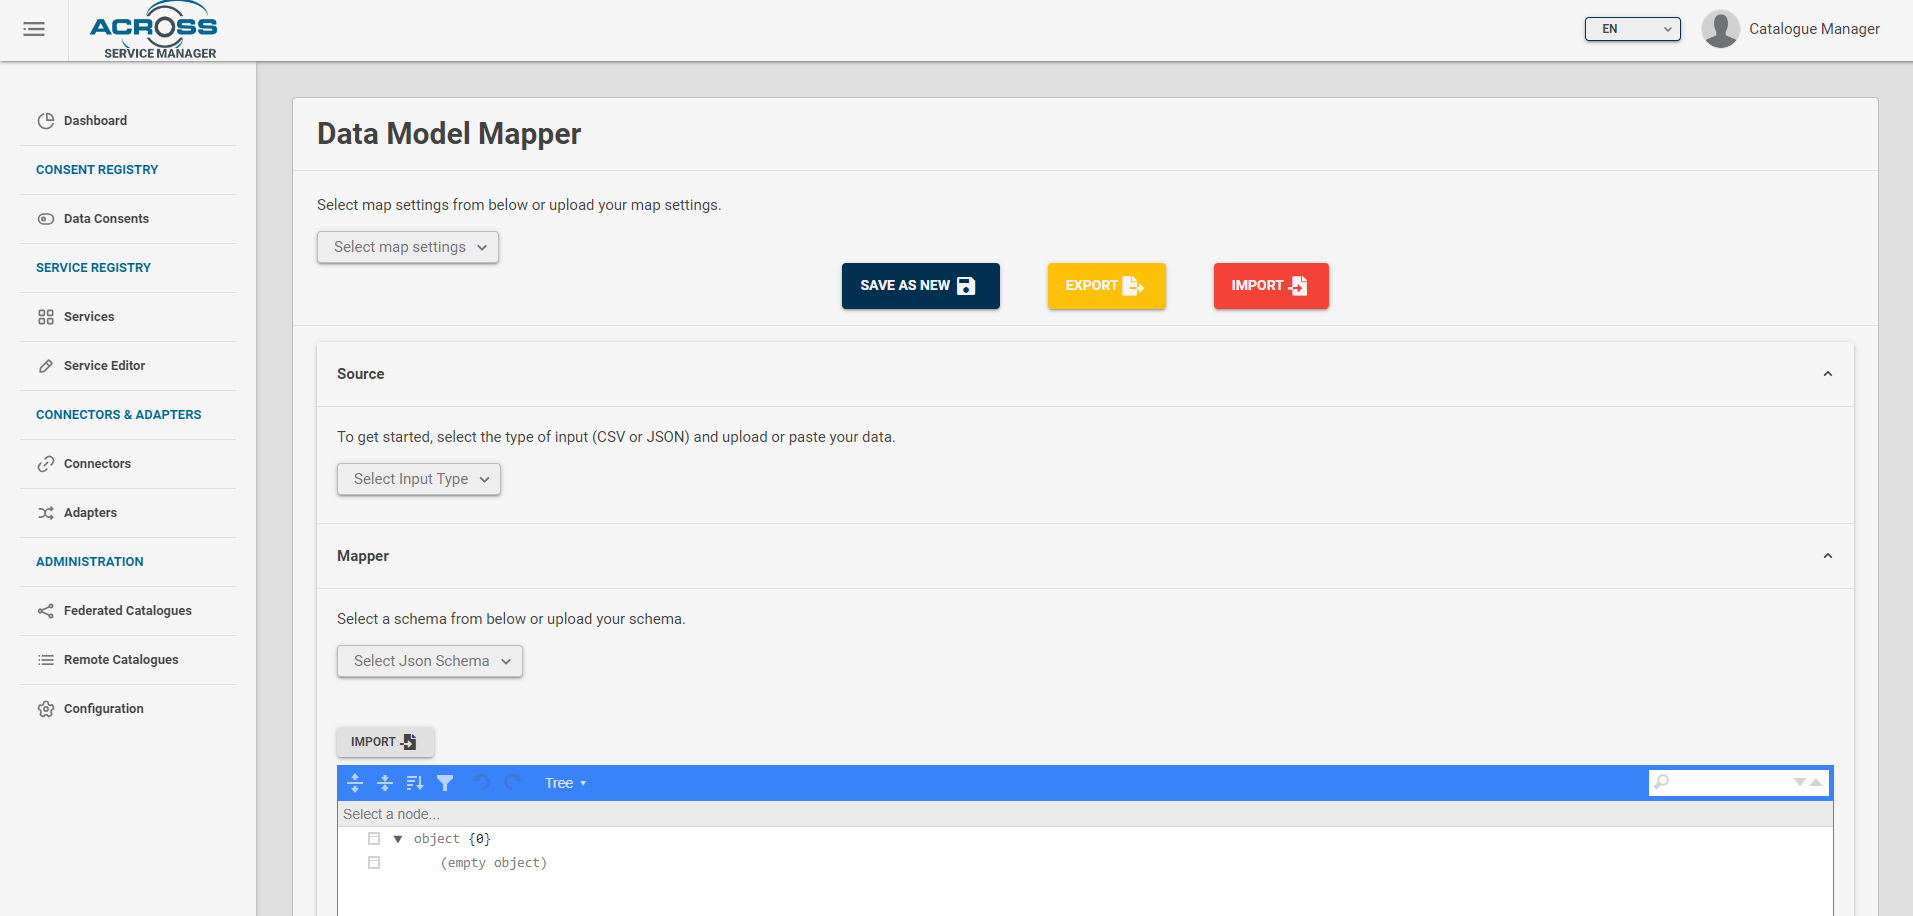 ACROSS
SERVICE MANAGER
EN
Catalogue Manager
Dashboard
CONSENT REGISTRY
Data Consents
SERVICE REGISTRY
Services
Service Editor
CONNECTORS & ADAPTERS
Connectors
Adapters
ADMINISTRATION
Federated Catalogues
Remote Catalogues
Configuration
Data Model Mapper
Select map settings from below or upload your map settings.
Select map settings
SAVE AS NEW
EXPORT
IMPORT
Source
To get started, select the type of input (CSV or JSON) and upload or paste your data.
Select Input Type
Mapper
Select a schema from below or upload your schema.
Select Json Schema
IMPORT
Tree
Select a node...
object {0}
(empty object)